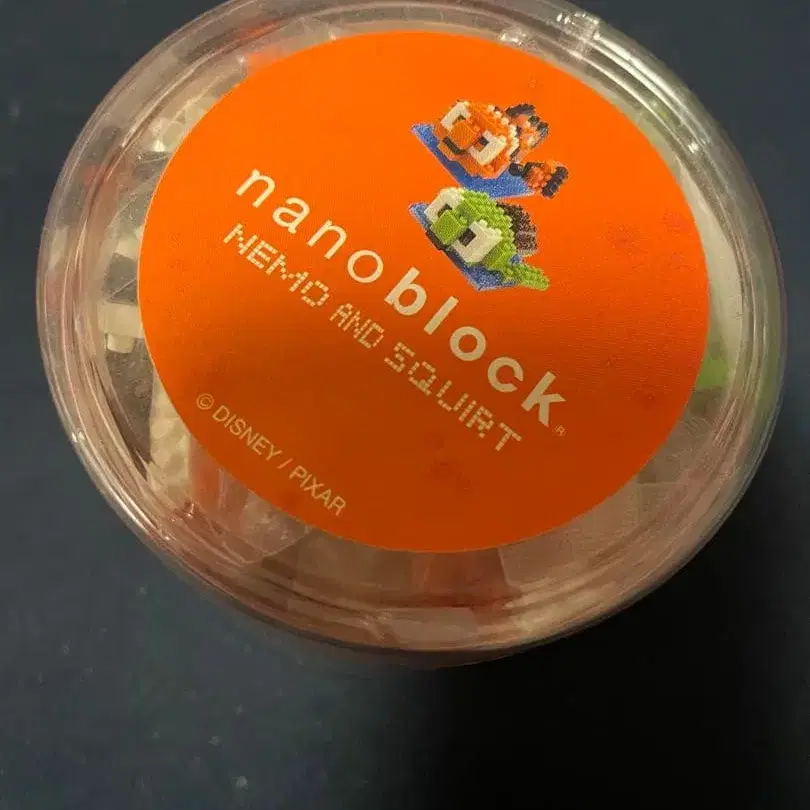 nanoblock®
NEMO AND SQUIRT
© DISNEY / PIXAR